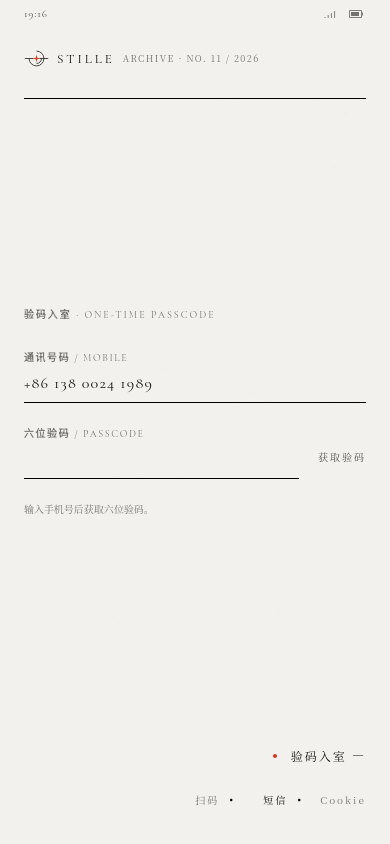 19:16
STILLE ARCHIVE · NO. 11 / 2026
验码入室 · ONE-TIME PASSCODE
通讯号码 / MOBILE
+86 138 0024 1989
六位验码 / PASSCODE
获取验码
输入手机号后获取六位验码。
• 验码入室 —
扫码 • 短信 • Cookie